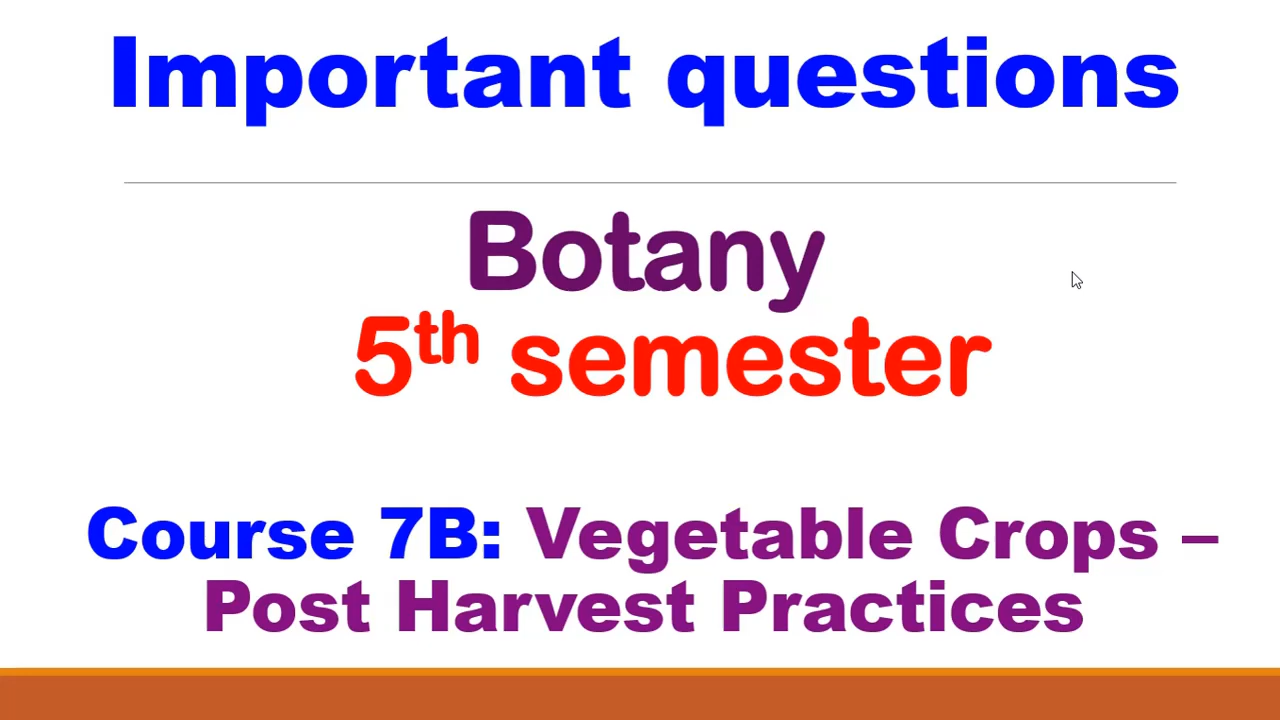 Important questions
Botany
5th semester
Course 7B: Vegetable Crops –
Post Harvest Practices